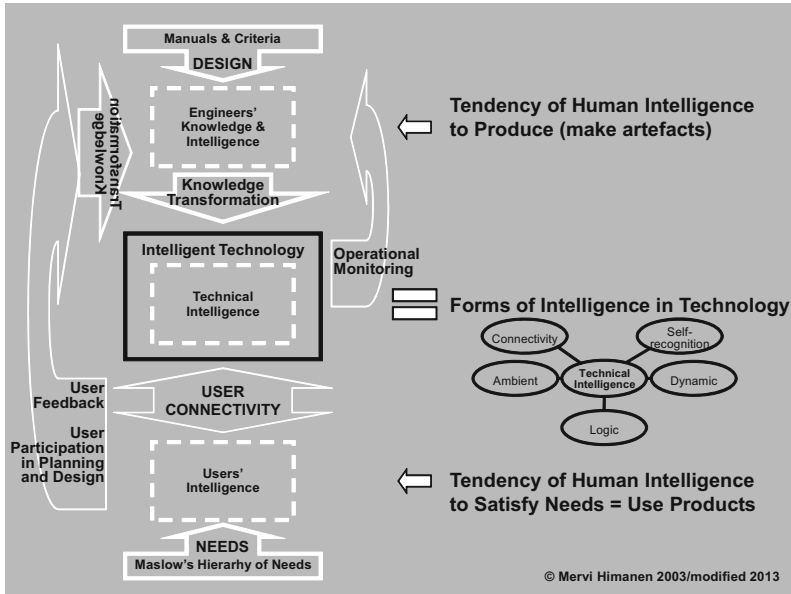 Manuals & Criteria
DESIGN
Knowledge
Transformation
Engineers'
Knowledge &
Intelligence
Tendency of Human Intelligence
to Produce (make artefacts)
Knowledge
Transformation
Intelligent Technology
Technical
Intelligence
Operational
Monitoring
Forms of Intelligence in Technology
Connectivity
Self-
recognition
Ambient
Technical
Intelligence
Dynamic
Logic
User
Feedback
USER
CONNECTIVITY
User
Participation
in Planning
and Design
Users'
Intelligence
Tendency of Human Intelligence
to Satisfy Needs = Use Products
NEEDS
Maslow's Hierarhy of Needs
© Mervi Himanen 2003/modified 2013